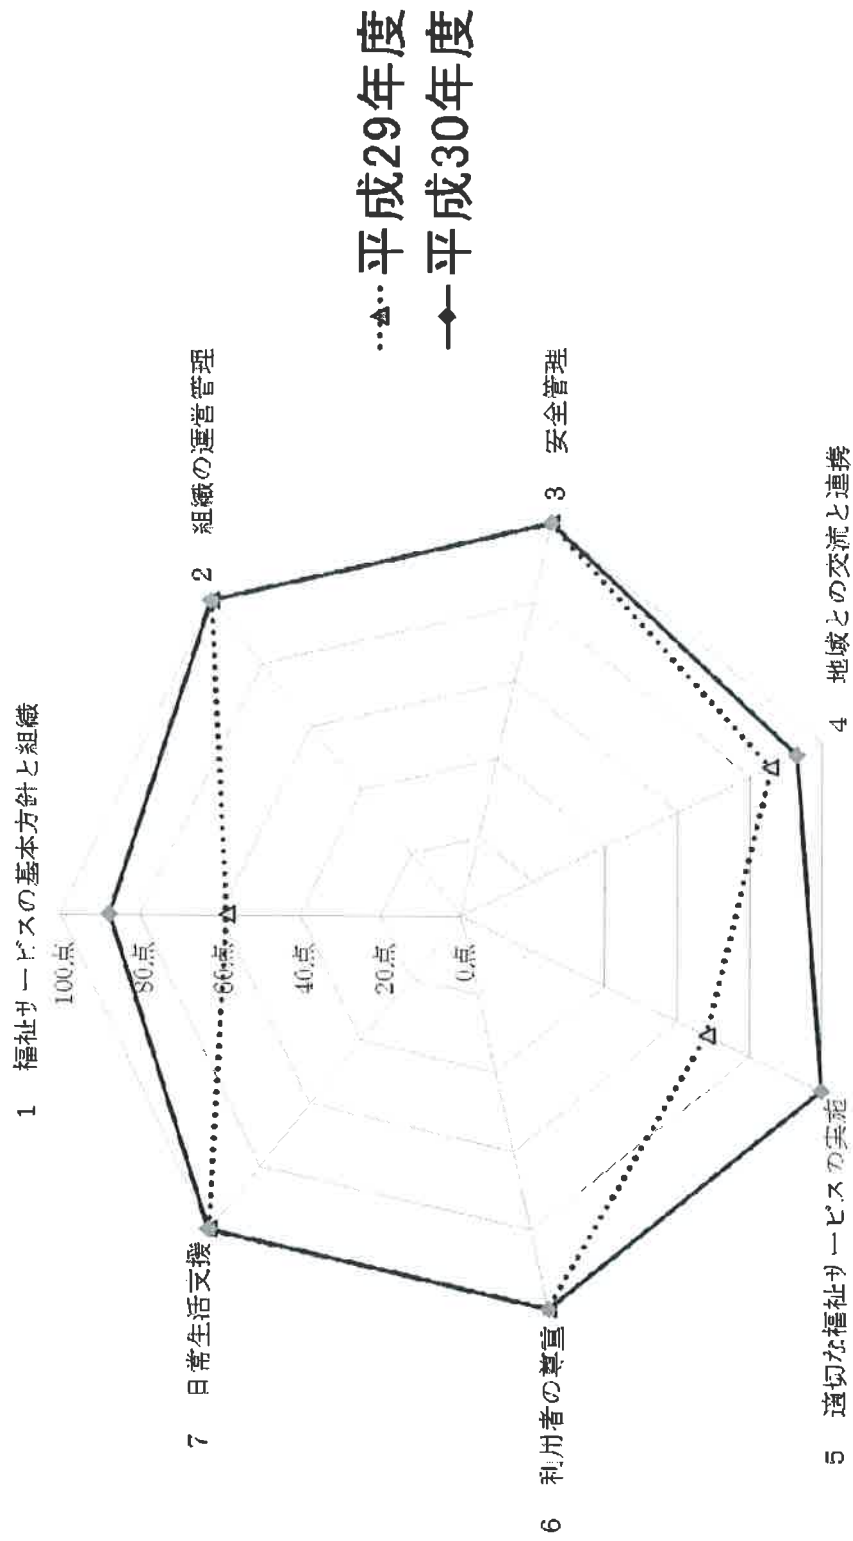 1 福祉サービスの基本方針と組織
100点
80点
60点
40点
20点
0点
2 組織の運営管理
3 安全管理
4 地域との交流と連携
5 適切な福祉サービスの実施
6 利用者の尊重
7 日常生活支援
平成29年度
平成30年度